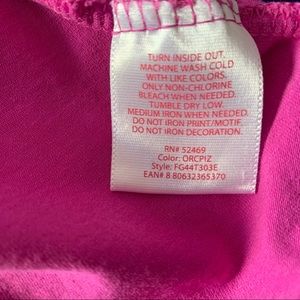 TURN INSIDE OUT.
MACHINE WASH COLD
WITH LIKE COLORS.
ONLY NON-CHLORINE
BLEACH WHEN NEEDED.
TUMBLE DRY LOW.
MEDIUM IRON WHEN NEEDED.
DO NOT IRON PRINT/MOTIF.
DO NOT IRON DECORATION.
RN# 52469
Color: ORCPIZ
Style: FG44T303E
EAN# 8 80632365370